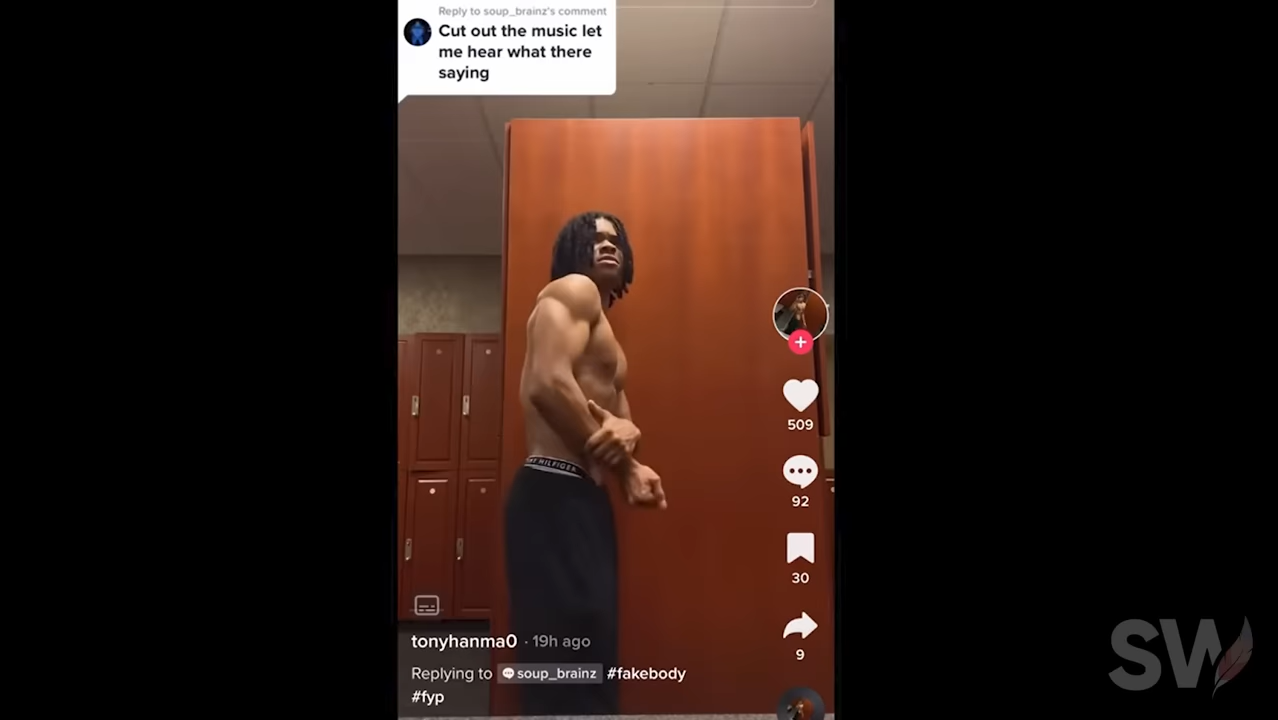 Reply to soup_brainz's comment
Cut out the music let
me hear what there
saying
HILFIGER
509
92
30
9
tonyhanma0 · 19h ago
Replying to soup_brainz #fakebody
#fyp
SW